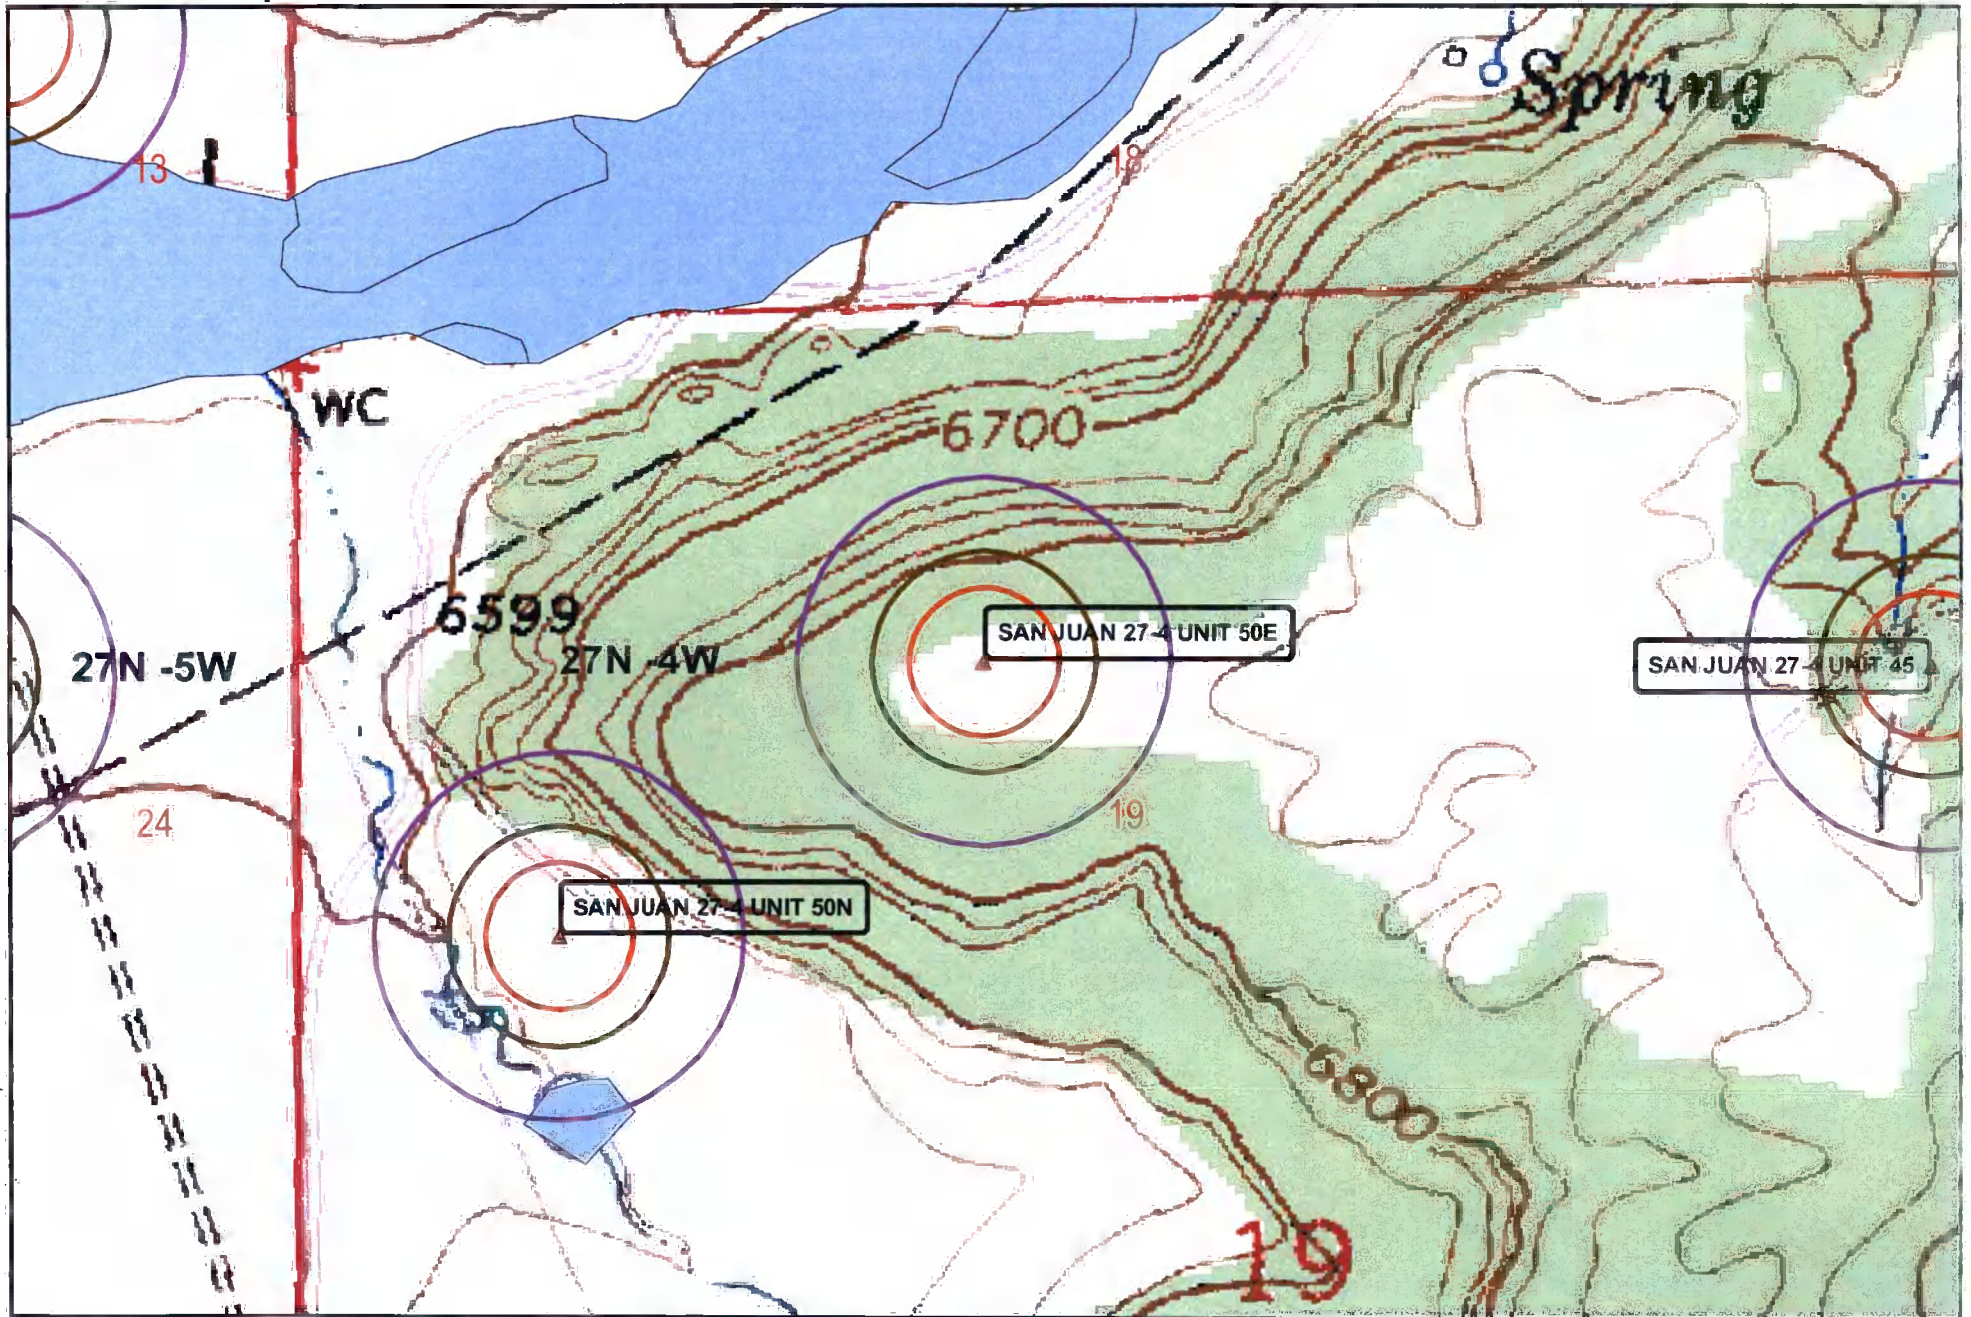 Spring
13
18
WC
6700
6599
SAN JUAN 27-4 UNIT 50E
27N -5W
27N -4W
SAN JUAN 27-4 UNIT 45
24
19
SAN JUAN 27-4 UNIT 50N
6800
19